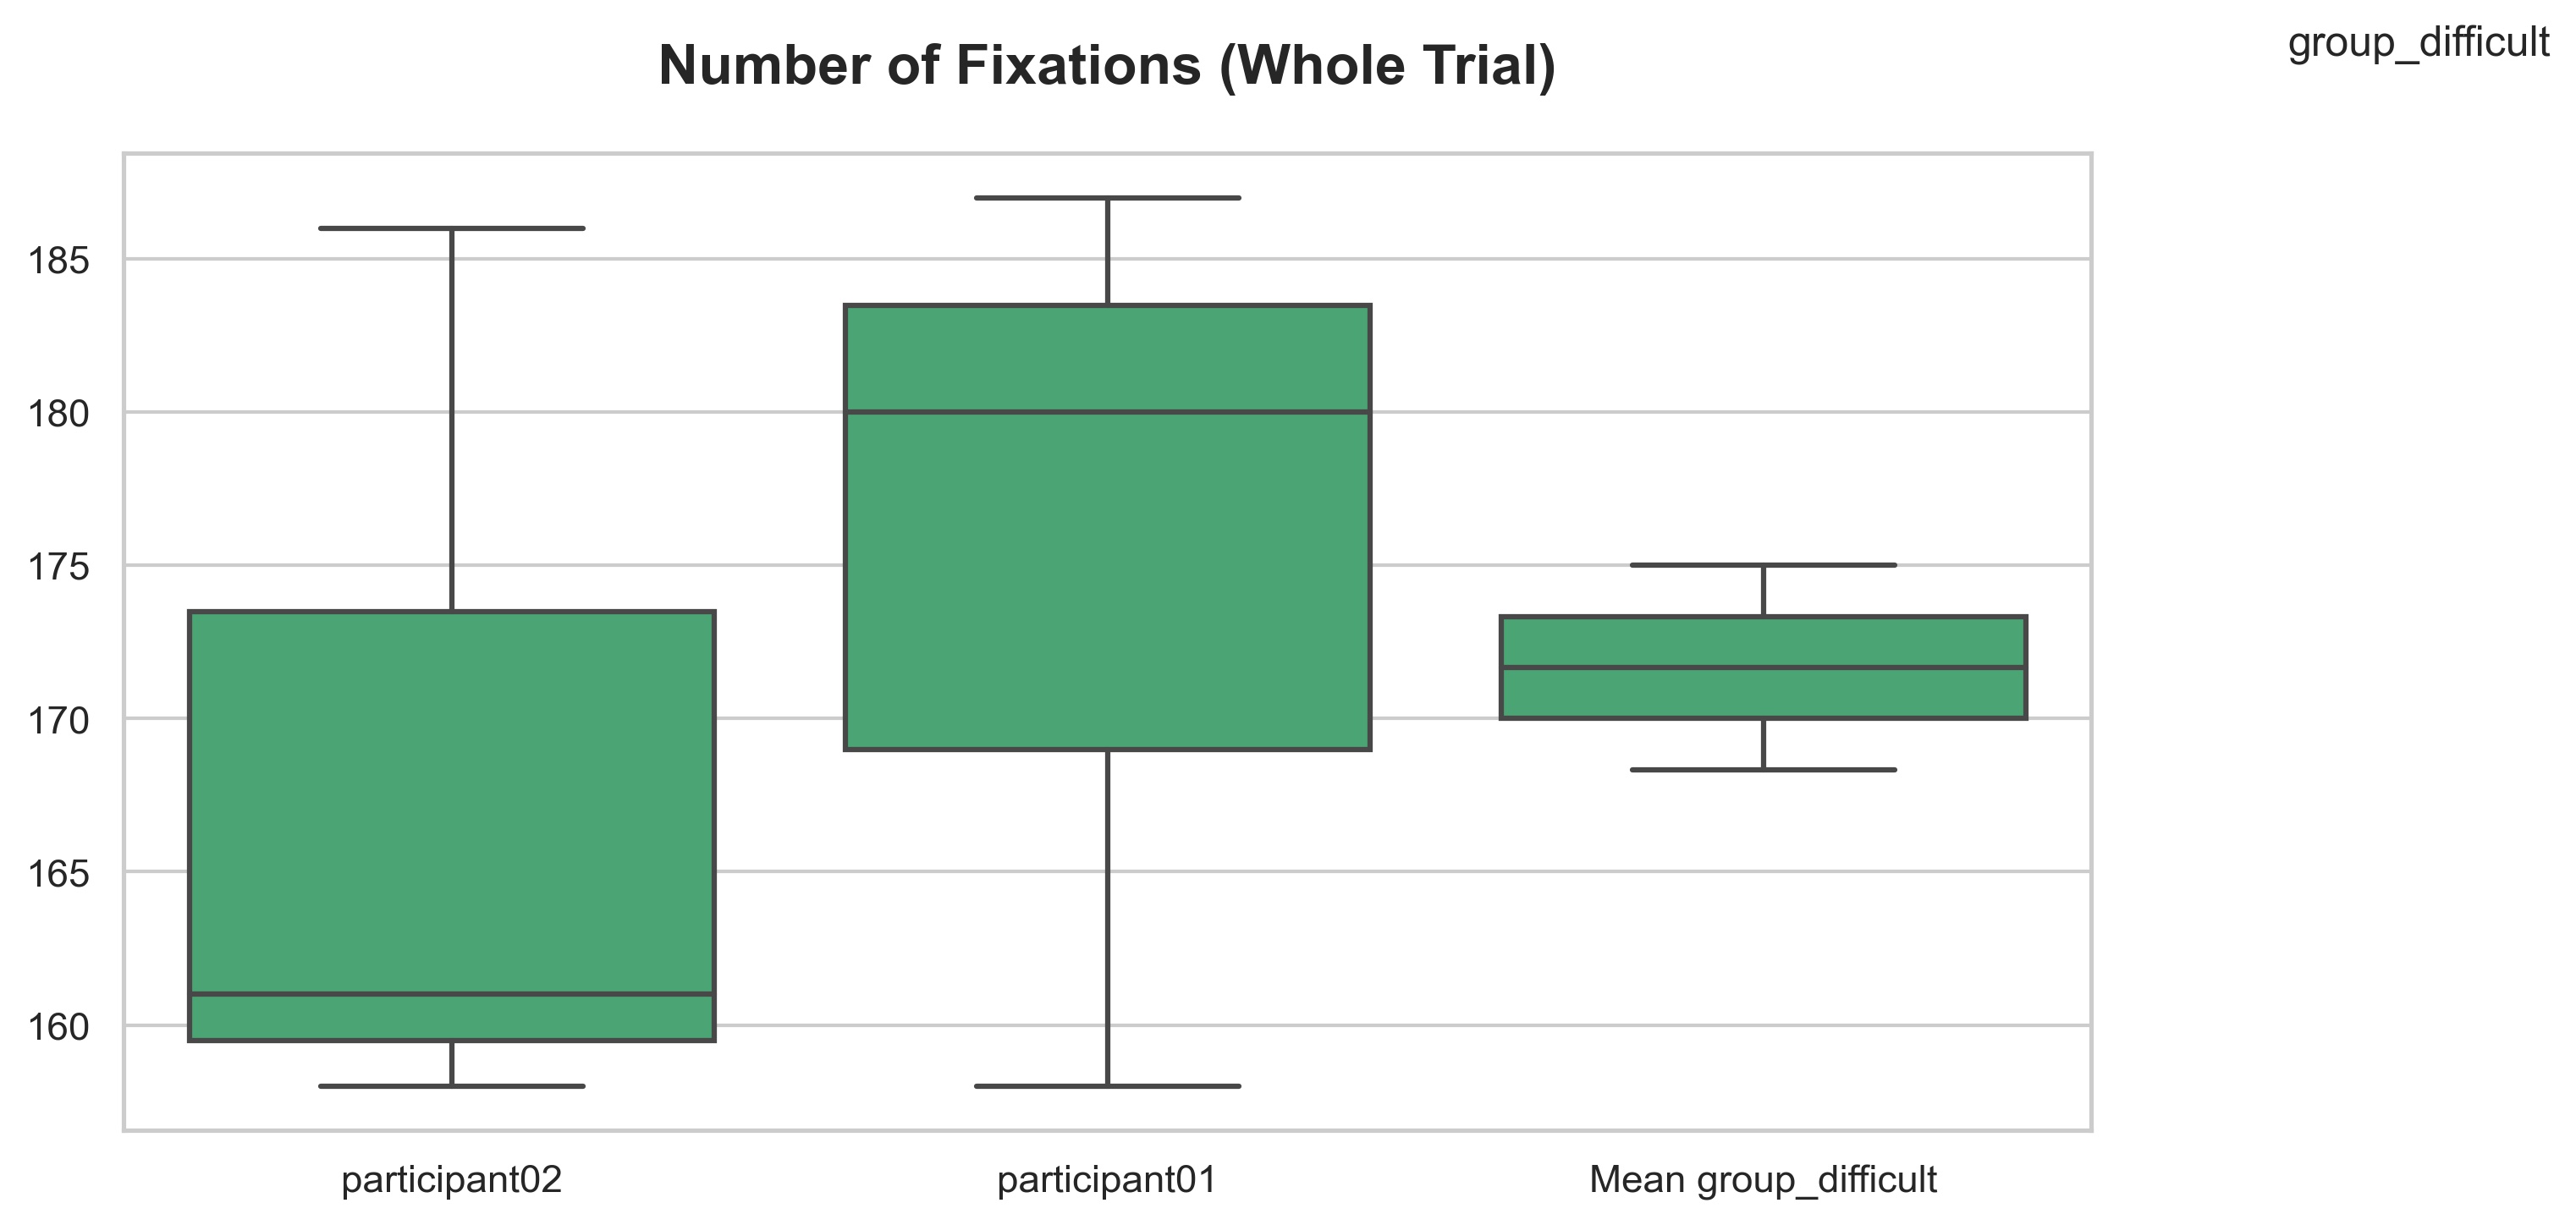 group_difficult
Number of Fixations (Whole Trial)
185
180
175
170
165
160
participant02
participant01
Mean group_difficult